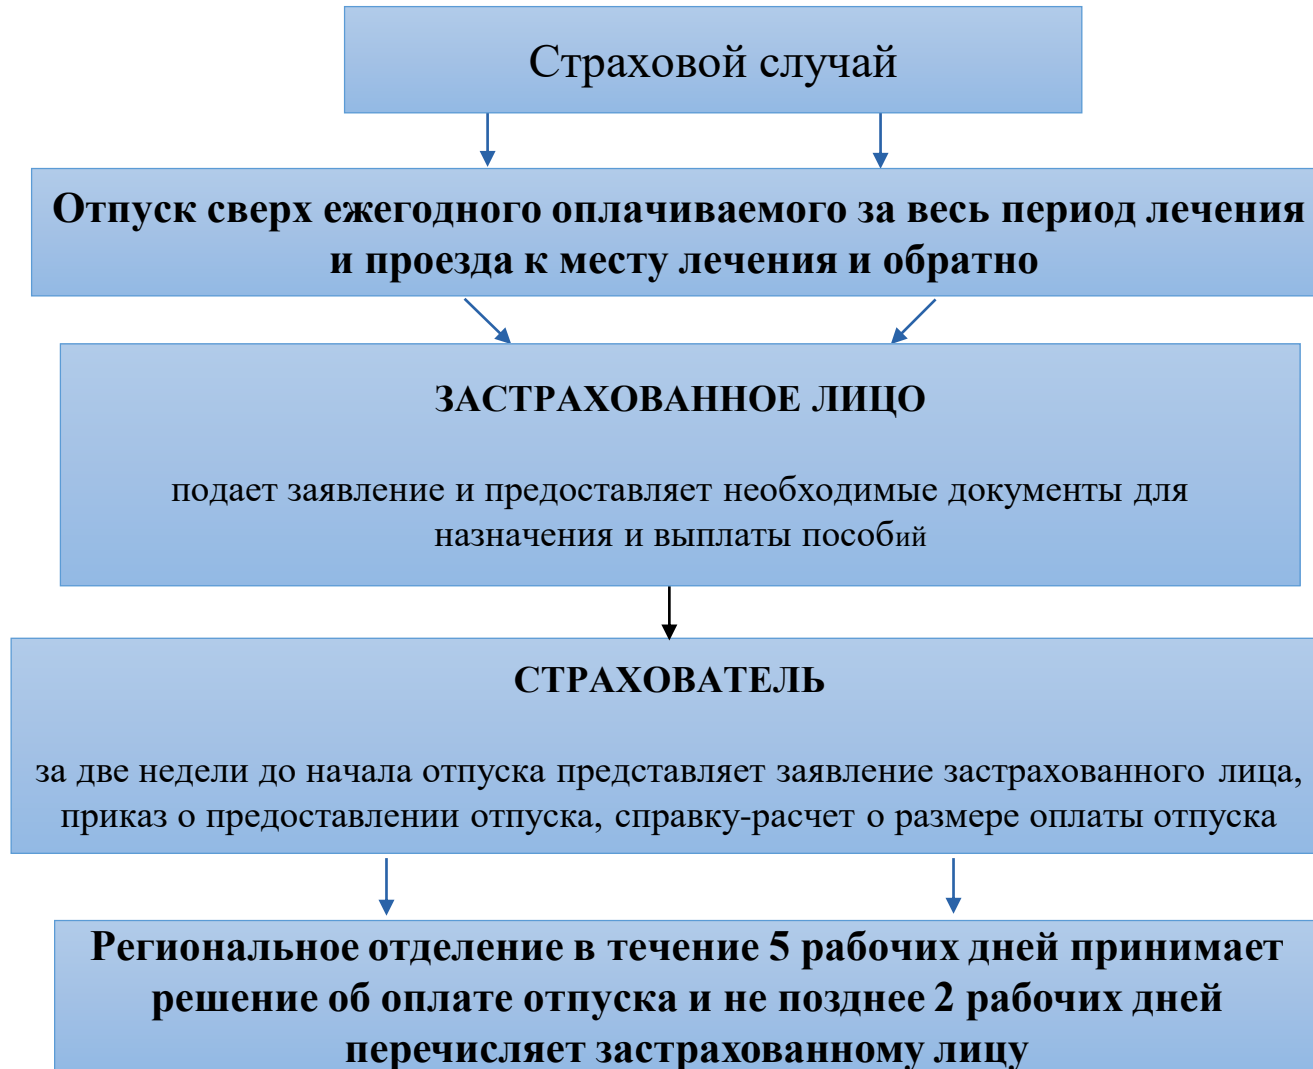 Страховой случай
Отпуск сверх ежегодного оплачиваемого за весь период лечения
и проезда к месту лечения и обратно
ЗАСТРАХОВАННОЕ ЛИЦО
подает заявление и предоставляет необходимые документы для
назначения и выплаты пособий
СТРАХОВАТЕЛЬ
за две недели до начала отпуска представляет заявление застрахованного лица,
приказ о предоставлении отпуска, справку-расчет о размере оплаты отпуска
Региональное отделение в течение 5 рабочих дней принимает
решение об оплате отпуска и не позднее 2 рабочих дней
перечисляет застрахованному лицу